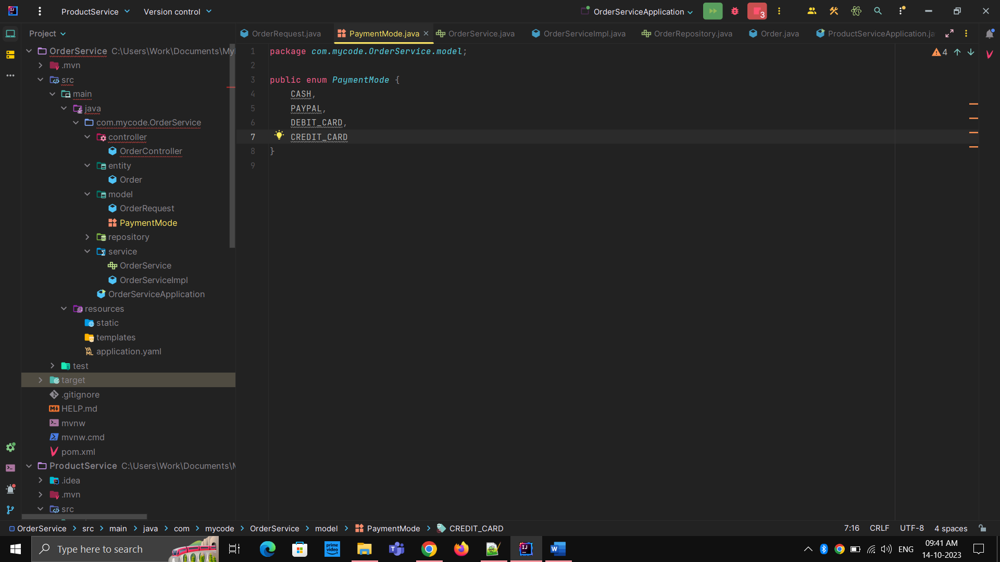 ProductService
Version control
OrderServiceApplication
3
Project
OrderRequest.java
PaymentMode.java
OrderService.java
OrderServiceImpl.java
OrderRepository.java
Order.java
ProductServiceApplication.ja
OrderService C:\Users\Work\Documents\My
.mvn
src
main
java
com.mycode.OrderService
controller
OrderController
entity
Order
model
OrderRequest
PaymentMode
repository
service
OrderService
OrderServiceImpl
OrderServiceApplication
resources
static
templates
application.yaml
test
target
.gitignore
HELP.md
mvnw
mvnw.cmd
pom.xml
ProductService C:\Users\Work\Documents\
.idea
.mvn
src
1 package com.mycode.OrderService.model;
2
3 public enum PaymentMode {
4 CASH,
5 PAYPAL,
6 DEBIT_CARD,
7 CREDIT_CARD
8 }
9
4
OrderService > src > main > java > com > mycode > OrderService > model > PaymentMode > CREDIT_CARD
7:16 CRLF UTF-8 4 spaces
Type here to search
prime video
ENG
09:41 AM
14-10-2023